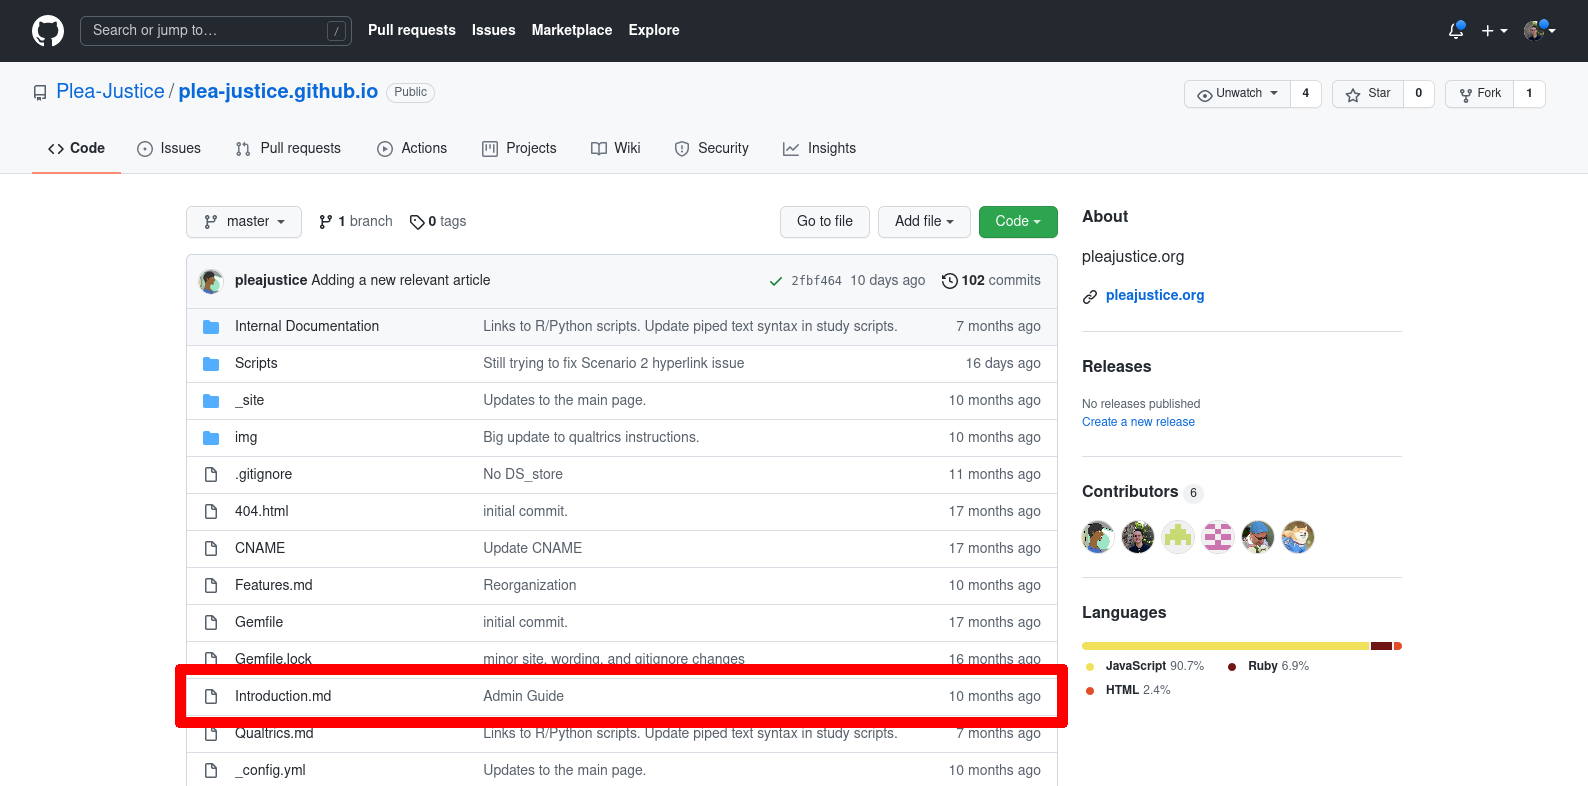 Search or jump to… /
Pull requests Issues Marketplace Explore
Plea-Justice / plea-justice.github.io Public
Unwatch 4 Star 0 Fork 1
Code Issues Pull requests Actions Projects Wiki Security Insights
master 1 branch 0 tags Go to file Add file Code
pleajustice Adding a new relevant article 2fbf464 10 days ago 102 commits
Internal Documentation Links to R/Python scripts. Update piped text syntax in study scripts. 7 months ago
Scripts Still trying to fix Scenario 2 hyperlink issue 16 days ago
_site Updates to the main page. 10 months ago
img Big update to qualtrics instructions. 10 months ago
.gitignore No DS_store 11 months ago
404.html initial commit. 17 months ago
CNAME Update CNAME 17 months ago
Features.md Reorganization 10 months ago
Gemfile initial commit. 17 months ago
Gemfile.lock minor site, wording, and gitignore changes 16 months ago
Introduction.md Admin Guide 10 months ago
Qualtrics.md Links to R/Python scripts. Update piped text syntax in study scripts. 7 months ago
_config.yml Updates to the main page. 10 months ago
About
pleajustice.org
pleajustice.org
Releases
No releases published
Create a new release
Contributors 6
Languages
JavaScript 90.7% Ruby 6.9%
HTML 2.4%